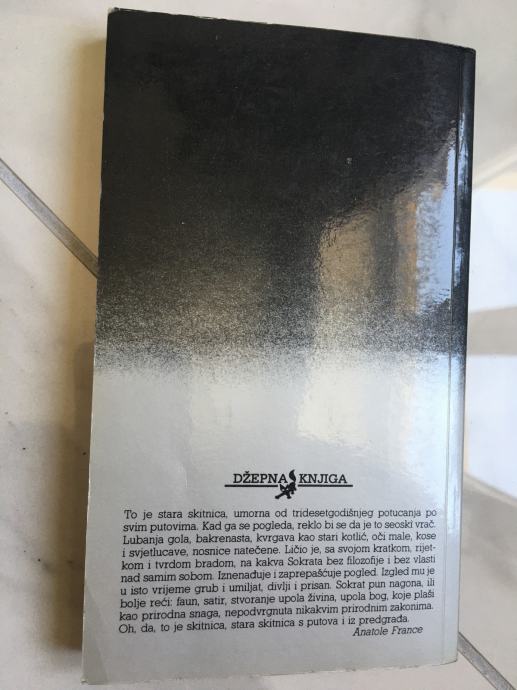 DŽEPNA KNJIGA
To je stara skitnica, umorna od tridesetgodišnjeg potucanja po
svim putovima. Kad ga se pogleda, reklo bi se da je to seoski vrač.
Lubanja gola, bakrenasta, kvrgava kao stari kotlić, oči male, kose
i svjetlucave, nosnice natečene. Ličio je, sa svojom kratkom, rijet-
kom i tvrdom bradom, na kakva Sokrata bez filozofije i bez vlasti
nad samim sobom. Iznenađuje i zaprepašćuje pogled. Izgled mu je
u isto vrijeme grub i umiljat, divlji i prisan. Sokrat pun nagona, ili
bolje reći: faun, satir, stvoranje upola živina, upola bog, koje plaši
kao prirodna snaga, nepodvrgnuta nikakvim prirodnim zakonima.
Oh, da, to je skitnica, stara skitnica s putova i iz predgrađa.
Anatole France